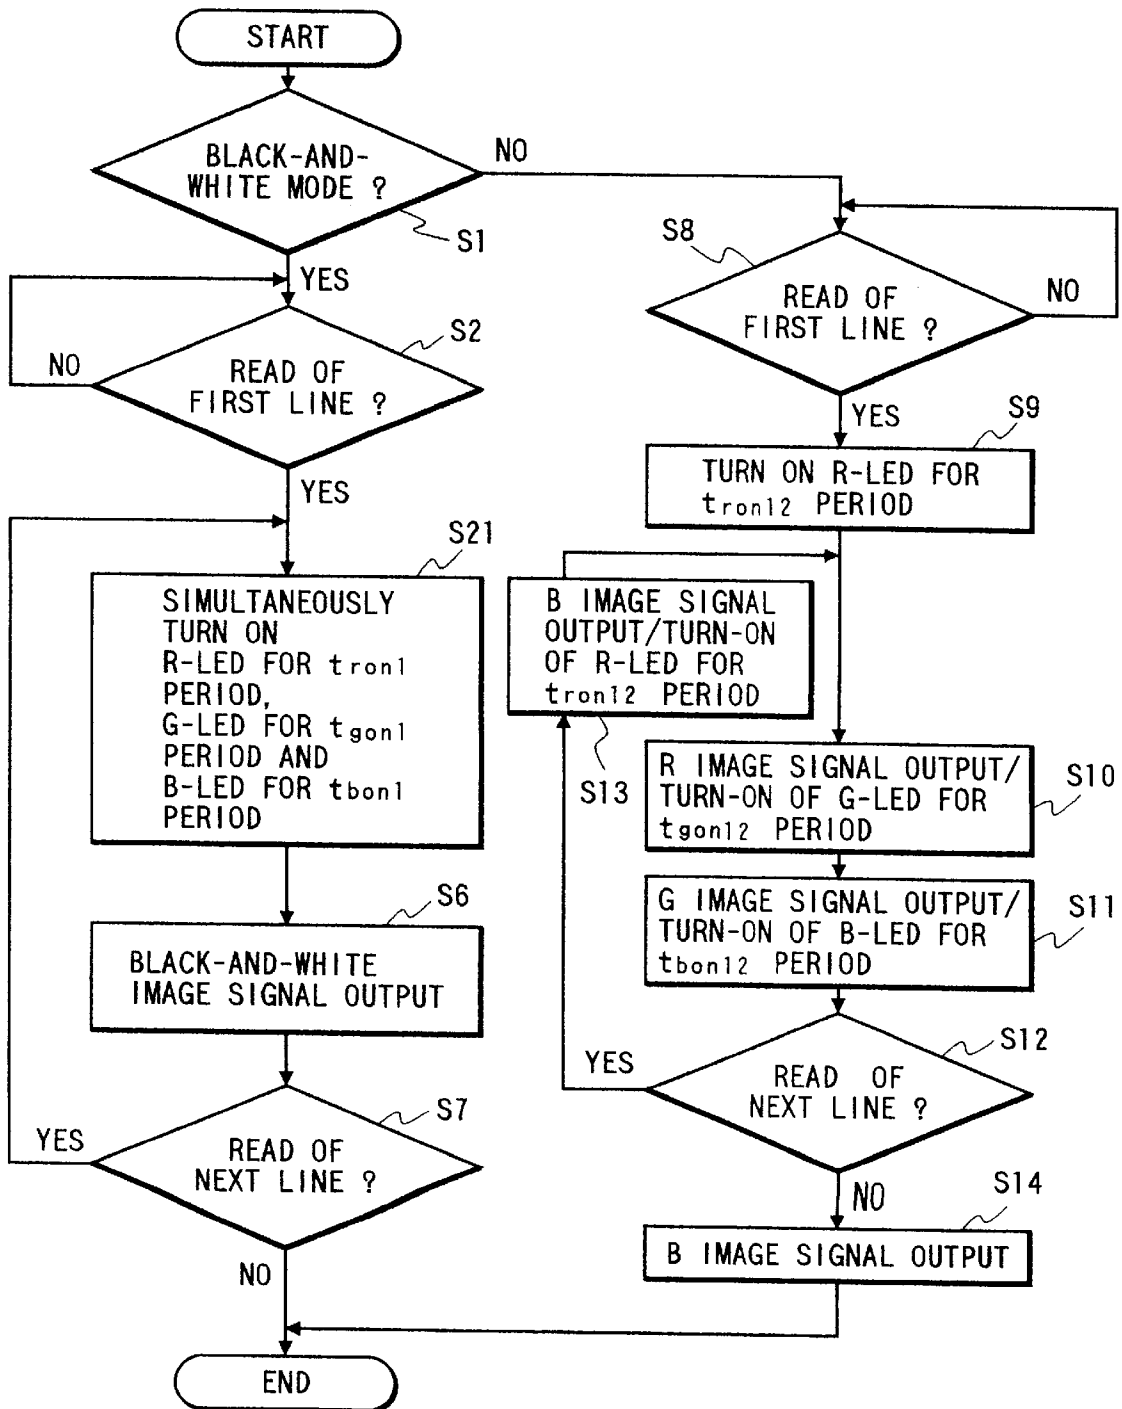 START
BLACK-AND-
WHITE MODE ?
NO
S1
YES
S2
READ OF
FIRST LINE ?
NO
YES
S21
SIMULTANEOUSLY
TURN ON
R-LED FOR tron1
PERIOD,
G-LED FOR tgon1
PERIOD AND
B-LED FOR tbon1
PERIOD
S6
BLACK-AND-WHITE
IMAGE SIGNAL OUTPUT
S7
YES
READ OF
NEXT LINE ?
NO
END
S8
READ OF
FIRST LINE ?
NO
YES
S9
TURN ON R-LED FOR
tron12 PERIOD
B IMAGE SIGNAL
OUTPUT/TURN-ON
OF R-LED FOR
tron12 PERIOD
S13
R IMAGE SIGNAL OUTPUT/
TURN-ON OF G-LED FOR
tgon12 PERIOD
S10
G IMAGE SIGNAL OUTPUT/
TURN-ON OF B-LED FOR
tbon12 PERIOD
S11
S12
YES
READ OF
NEXT LINE ?
NO
S14
B IMAGE SIGNAL OUTPUT